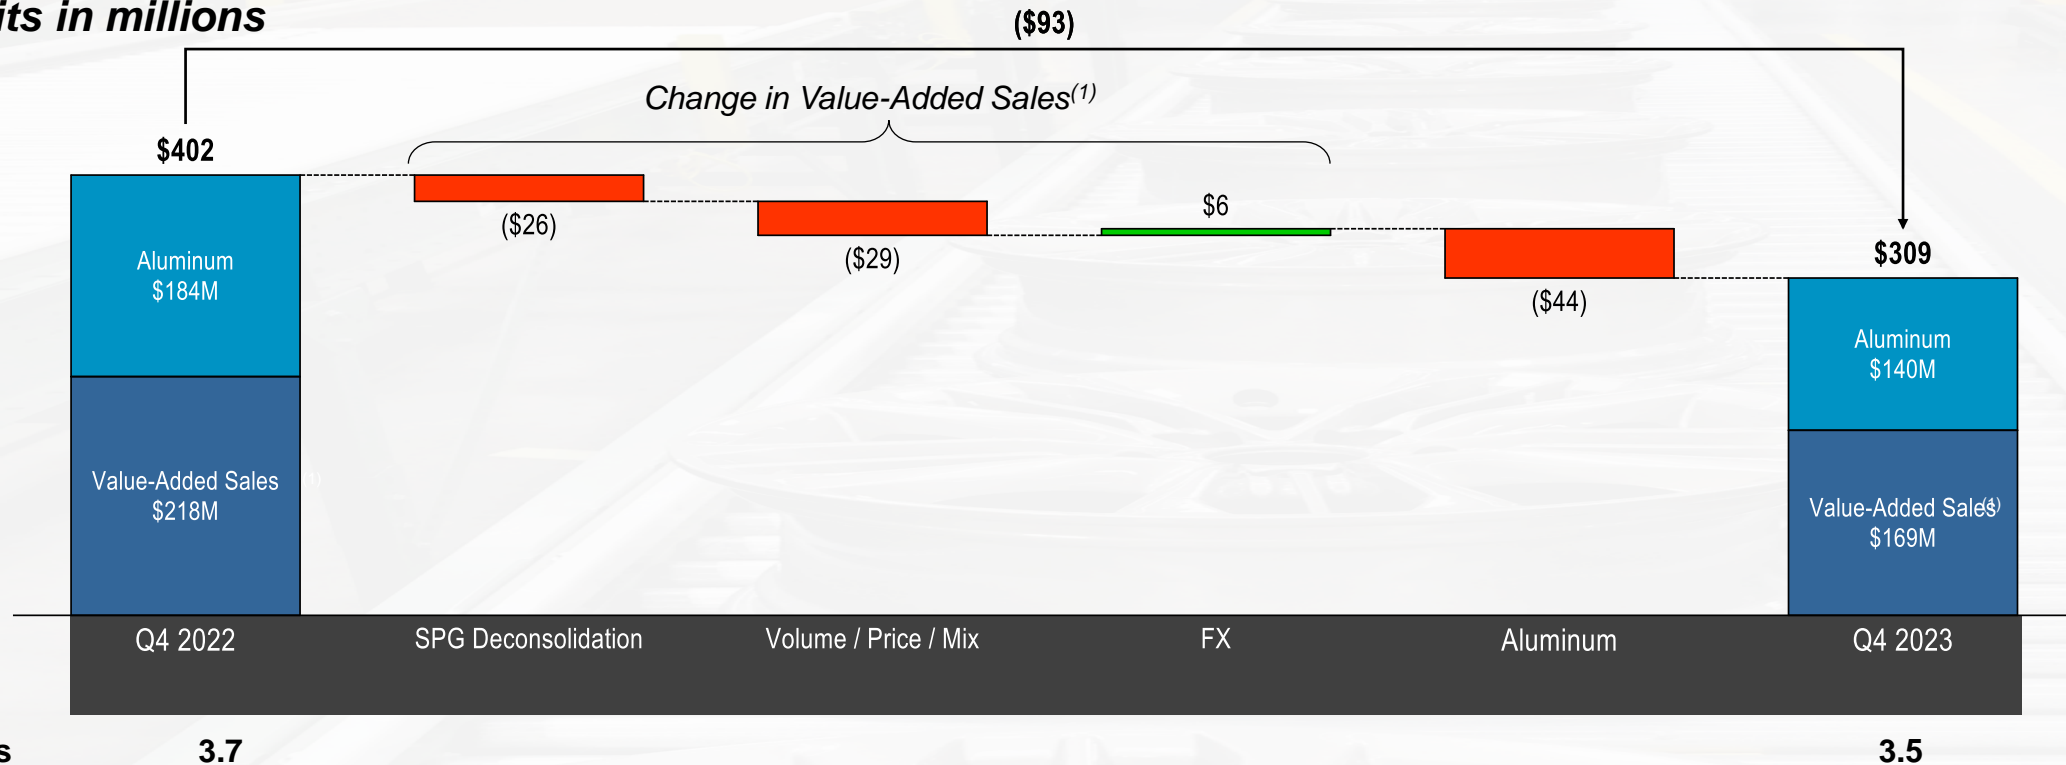 its in millions
($93)
Change in Value-Added Sales(1)
$402
$6
($26)
($29)
($44)
$309
Aluminum
$184M
Aluminum
$140M
Value-Added Sales (1)
$218M
Value-Added Sales(1)
$169M
Q4 2022 SPG Deconsolidation Volume / Price / Mix FX Aluminum Q4 2023
s 3.7 3.5